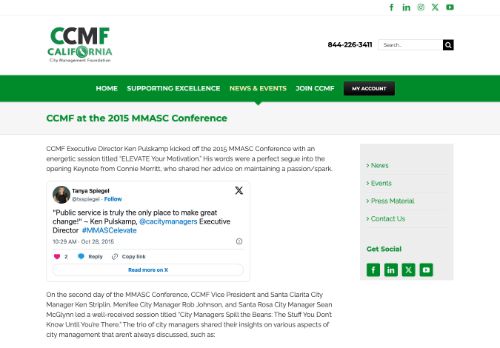 CCMF
CALIFORNIA
City Management Foundation
844-226-3411
Search...
HOME SUPPORTING EXCELLENCE NEWS & EVENTS JOIN CCMF MY ACCOUNT
CCMF at the 2015 MMASC Conference
CCMF Executive Director Ken Pulskamp kicked off the 2015 MMASC Conference with an
energetic session titled "ELEVATE Your Motivation." His words were a perfect segue into the
opening Keynote from Connie Merritt, who shared her advice on maintaining a passion/spark.
Tanya Spiegel
@tvspiegel · Follow
"Public service is truly the only place to make great
change!" ~ Ken Pulskamp, @cacitymanagers Executive
Director #MMASCelevate
10:29 AM · Oct 28, 2015
2 Reply Copy link
Read more on X
On the second day of the MMASC Conference, CCMF Vice President and Santa Clarita City
Manager Ken Striplin, Menifee City Manager Rob Johnson, and Santa Rosa City Manager Sean
McGlynn led a well-received session titled "City Managers Spill the Beans: The Stuff You Don't
Know Until You're There." The trio of city managers shared their insights on various aspects of
city management that aren't always discussed, such as:
> News
> Events
> Press Material
> Contact Us
Get Social